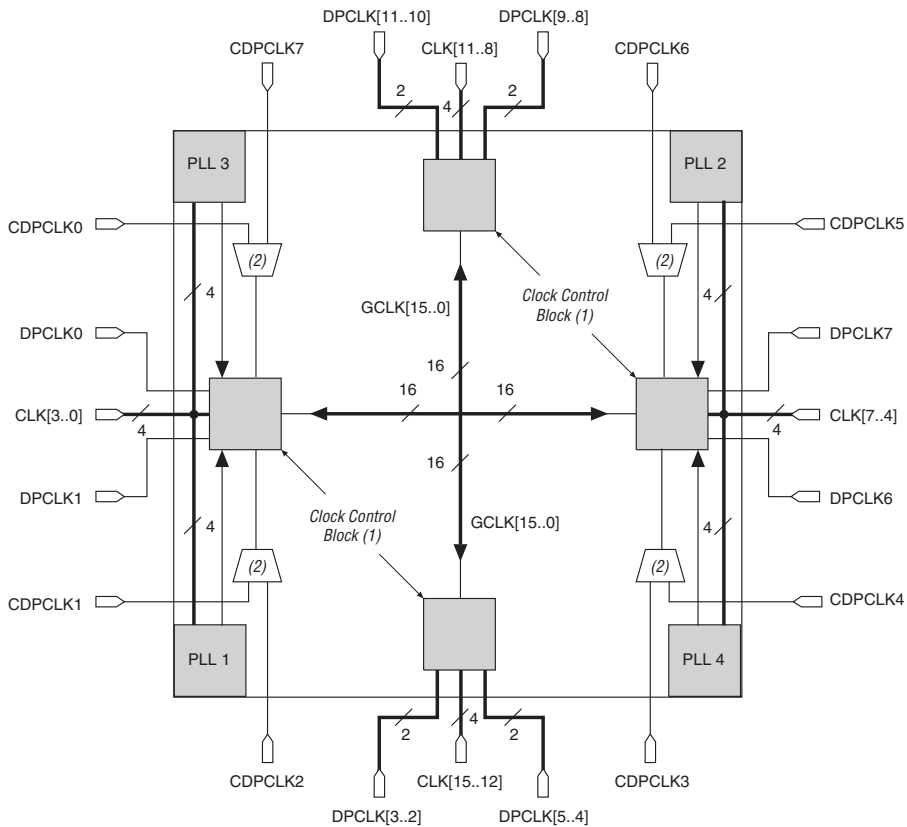 DPCLK[11..10]
DPCLK[9..8]
CDPCLK7
CLK[11..8]
CDPCLK6
2
4
2
PLL 3
PLL 2
CDPCLK0
CDPCLK5
(2)
(2)
4
4
Clock Control
Block (1)
GCLK[15..0]
DPCLK0
DPCLK7
16
16
16
CLK[3..0]
CLK[7..4]
4
4
16
DPCLK1
DPCLK6
4
4
Clock Control
Block (1)
GCLK[15..0]
(2)
(2)
CDPCLK1
CDPCLK4
PLL 1
PLL 4
2
4
2
CDPCLK2
CLK[15..12]
CDPCLK3
DPCLK[3..2]
DPCLK[5..4]